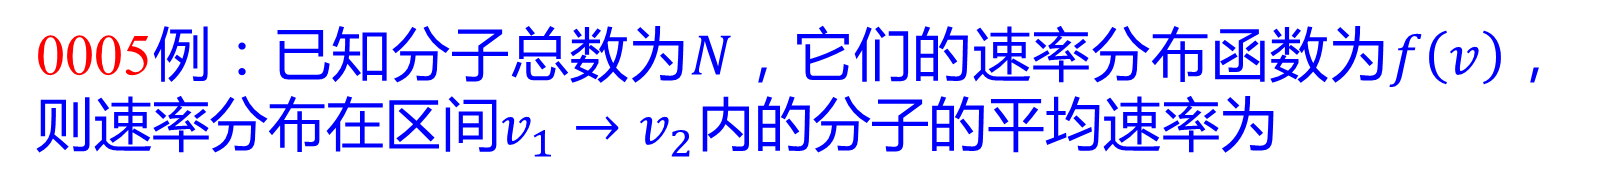 0005例：已知分子总数为N，它们的速率分布函数为f(v)，
则速率分布在区间v₁ → v₂内的分子的平均速率为